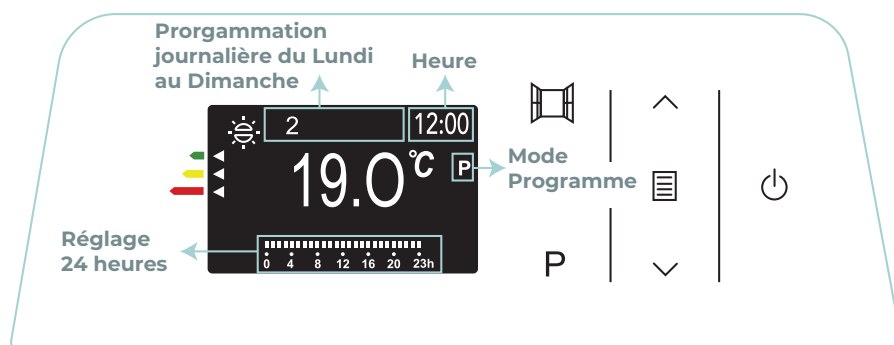 Prorgammation
journalière du Lundi
au Dimanche
Heure
2
12:00
19.0°C
P
Mode
Programme
Réglage
24 heures
0 4 8 12 16 20 23h
P